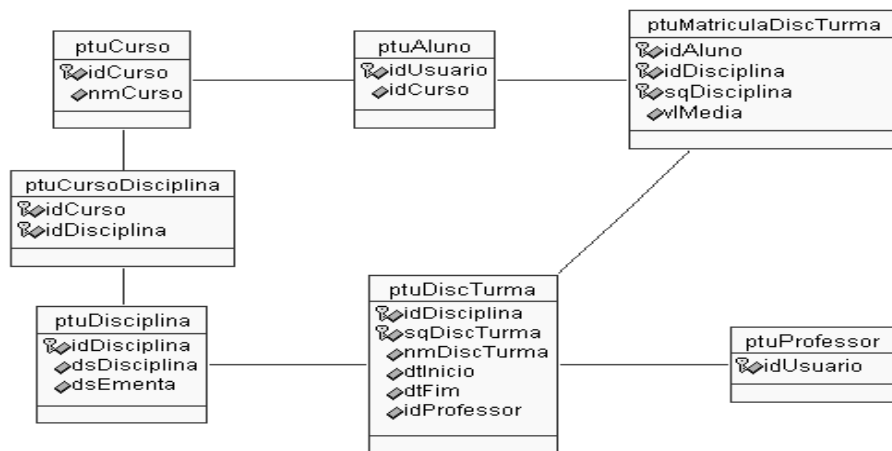 ptuCurso
idCurso
nmCurso
ptuAluno
idUsuario
idCurso
ptuMatriculaDiscTurma
idAluno
idDisciplina
sqDisciplina
vlMedia
ptuCursoDisciplina
idCurso
idDisciplina
ptuDisciplina
idDisciplina
dsDisciplina
dsEmenta
ptuDiscTurma
idDisciplina
sqDiscTurma
nmDiscTurma
dtInicio
dtFim
idProfessor
ptuProfessor
idUsuario